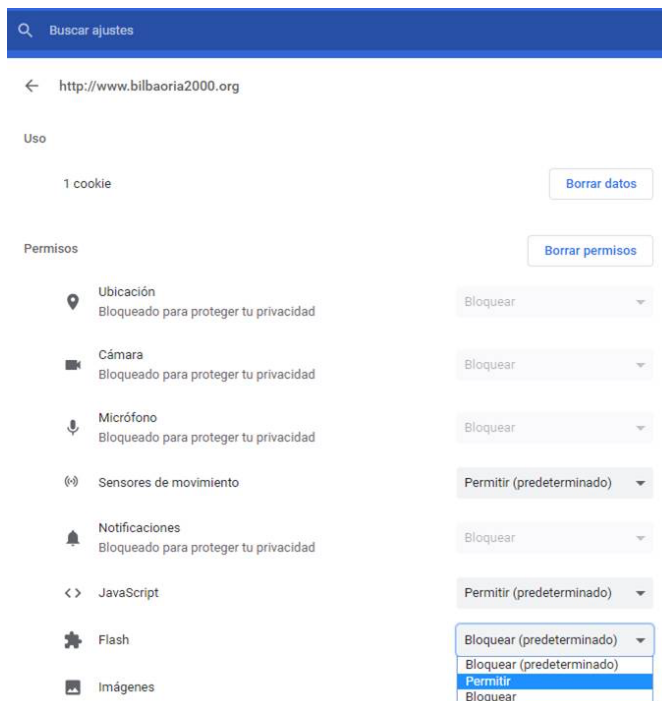 Buscar ajustes
http://www.bilbaoria2000.org
Uso
1 cookie
Borrar datos
Permisos
Borrar permisos
Ubicación
Bloqueado para proteger tu privacidad
Bloquear
Cámara
Bloqueado para proteger tu privacidad
Bloquear
Micrófono
Bloqueado para proteger tu privacidad
Bloquear
Sensores de movimiento
Permitir (predeterminado)
Notificaciones
Bloqueado para proteger tu privacidad
Bloquear
JavaScript
Permitir (predeterminado)
Flash
Bloquear (predeterminado)
Bloquear (predeterminado)
Permitir
Bloquear
Imágenes